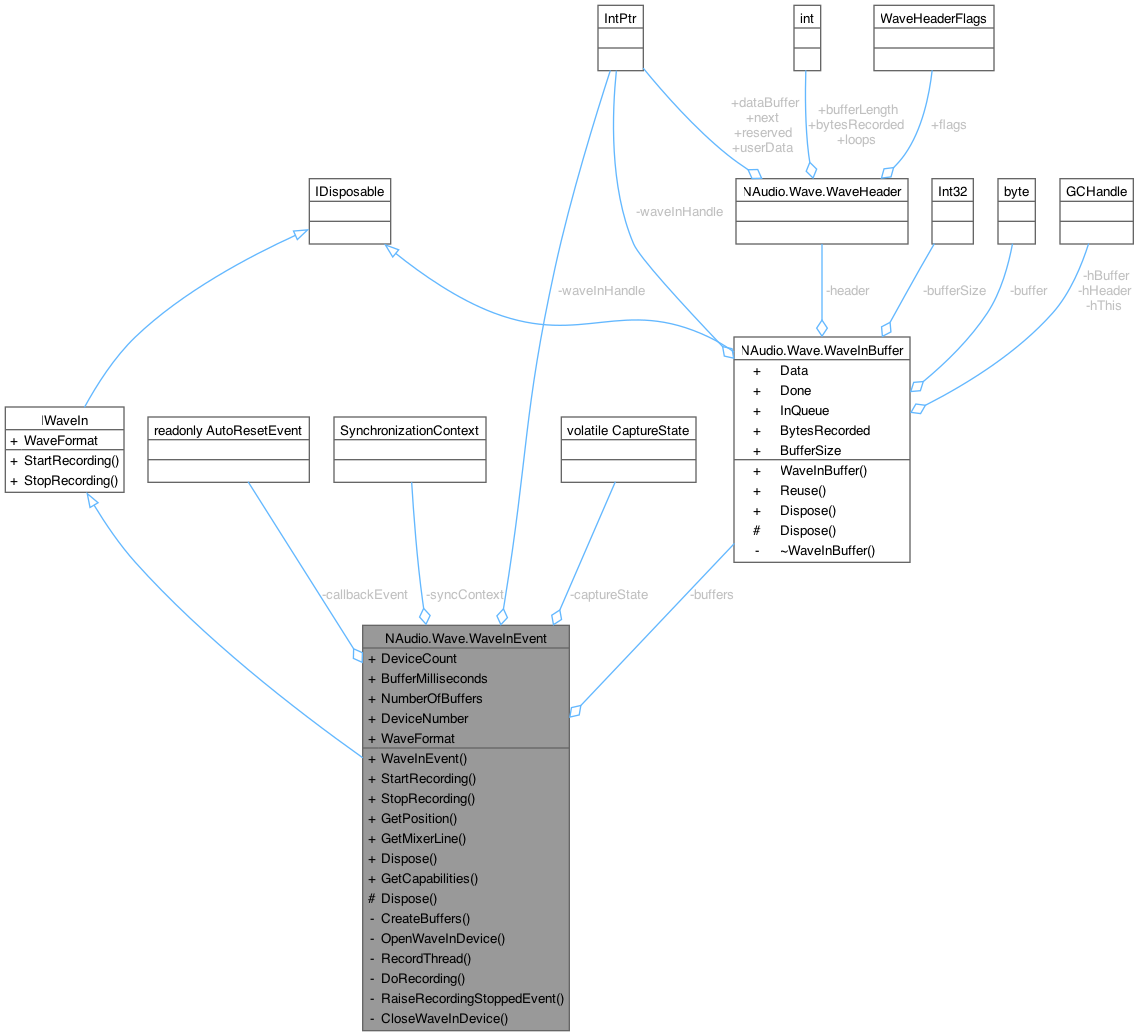 IntPtr
int
WaveHeaderFlags
+dataBuffer
+next
+reserved
+userData
+bufferLength
+bytesRecorded
+loops
+flags
IDisposable
NAudio.Wave.WaveHeader
Int32
byte
GCHandle
-waveInHandle
-waveInHandle
-header
-bufferSize
-buffer
-hBuffer
-hHeader
-hThis
NAudio.Wave.WaveInBuffer
+ Data
+ Done
+ InQueue
+ BytesRecorded
+ BufferSize
+ WaveInBuffer()
+ Reuse()
+ Dispose()
# Dispose()
- ~WaveInBuffer()
IWaveIn
+ WaveFormat
+ StartRecording()
+ StopRecording()
readonly AutoResetEvent
SynchronizationContext
volatile CaptureState
-callbackEvent
-syncContext
-captureState
-buffers
NAudio.Wave.WaveInEvent
+ DeviceCount
+ BufferMilliseconds
+ NumberOfBuffers
+ DeviceNumber
+ WaveFormat
+ WaveInEvent()
+ StartRecording()
+ StopRecording()
+ GetPosition()
+ GetMixerLine()
+ Dispose()
+ GetCapabilities()
# Dispose()
- CreateBuffers()
- OpenWaveInDevice()
- RecordThread()
- DoRecording()
- RaiseRecordingStoppedEvent()
- CloseWaveInDevice()